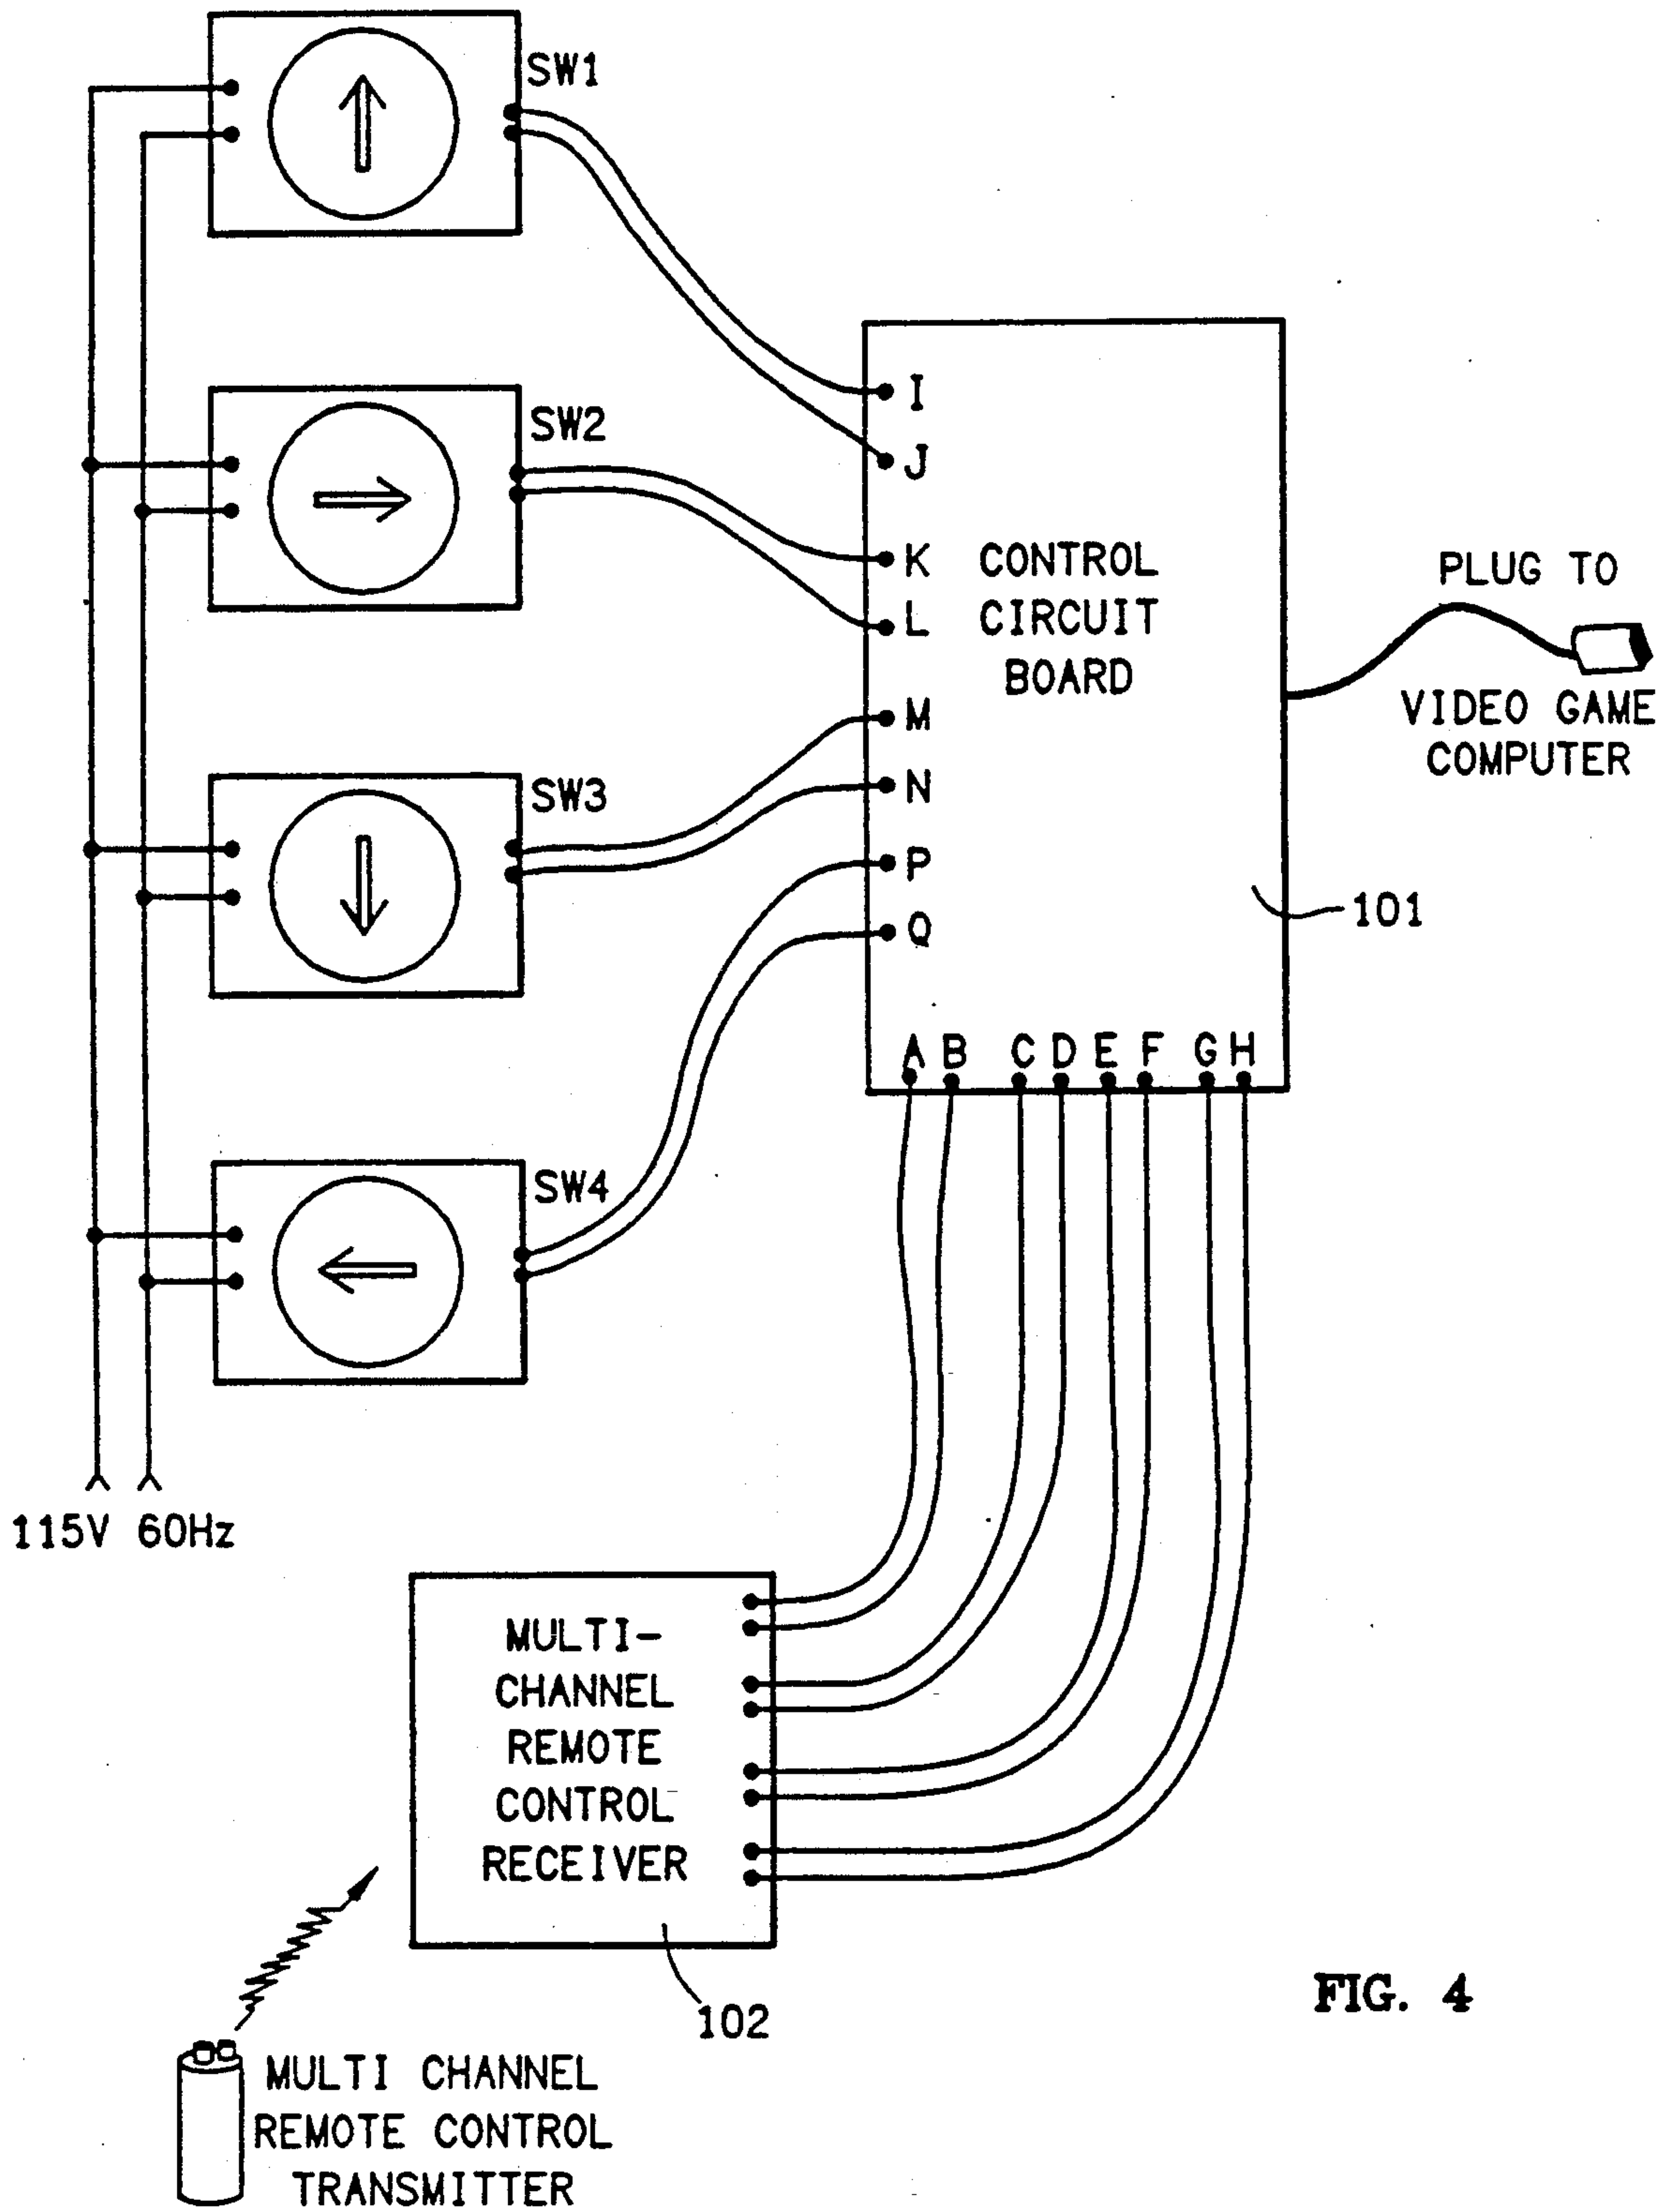 SW1
SW2
SW3
SW4
I
J
K
L
M
N
P
Q
CONTROL
CIRCUIT
BOARD
PLUG TO
VIDEO GAME
COMPUTER
101
A B C D E F G H
115V 60Hz
MULTI-
CHANNEL
REMOTE
CONTROL
RECEIVER
102
MULTI CHANNEL
REMOTE CONTROL
TRANSMITTER
FIG. 4